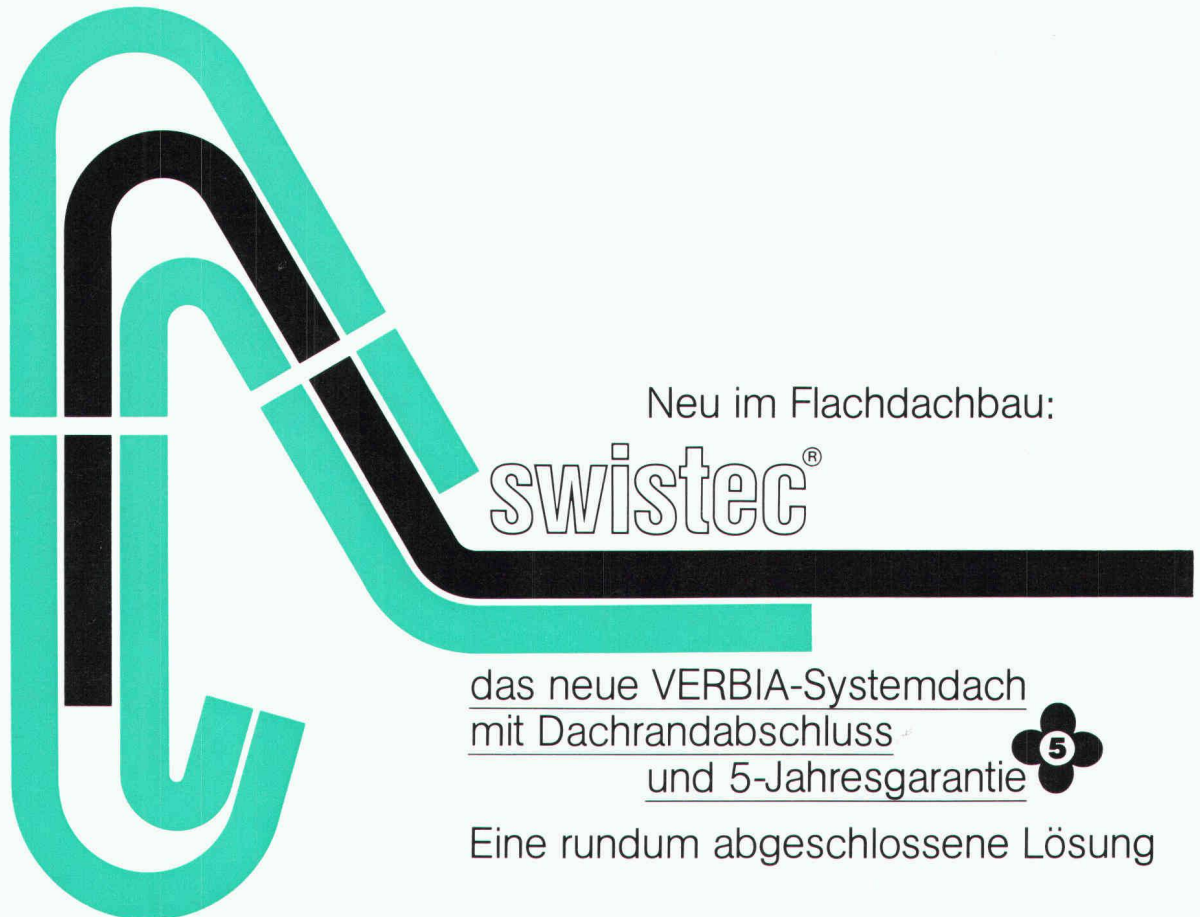 Neu im Flachdachbau:
swistec®
das neue VERBIA-Systemdach
mit Dachrandabschluss
und 5-Jahresgarantie
5
Eine rundum abgeschlossene Lösung